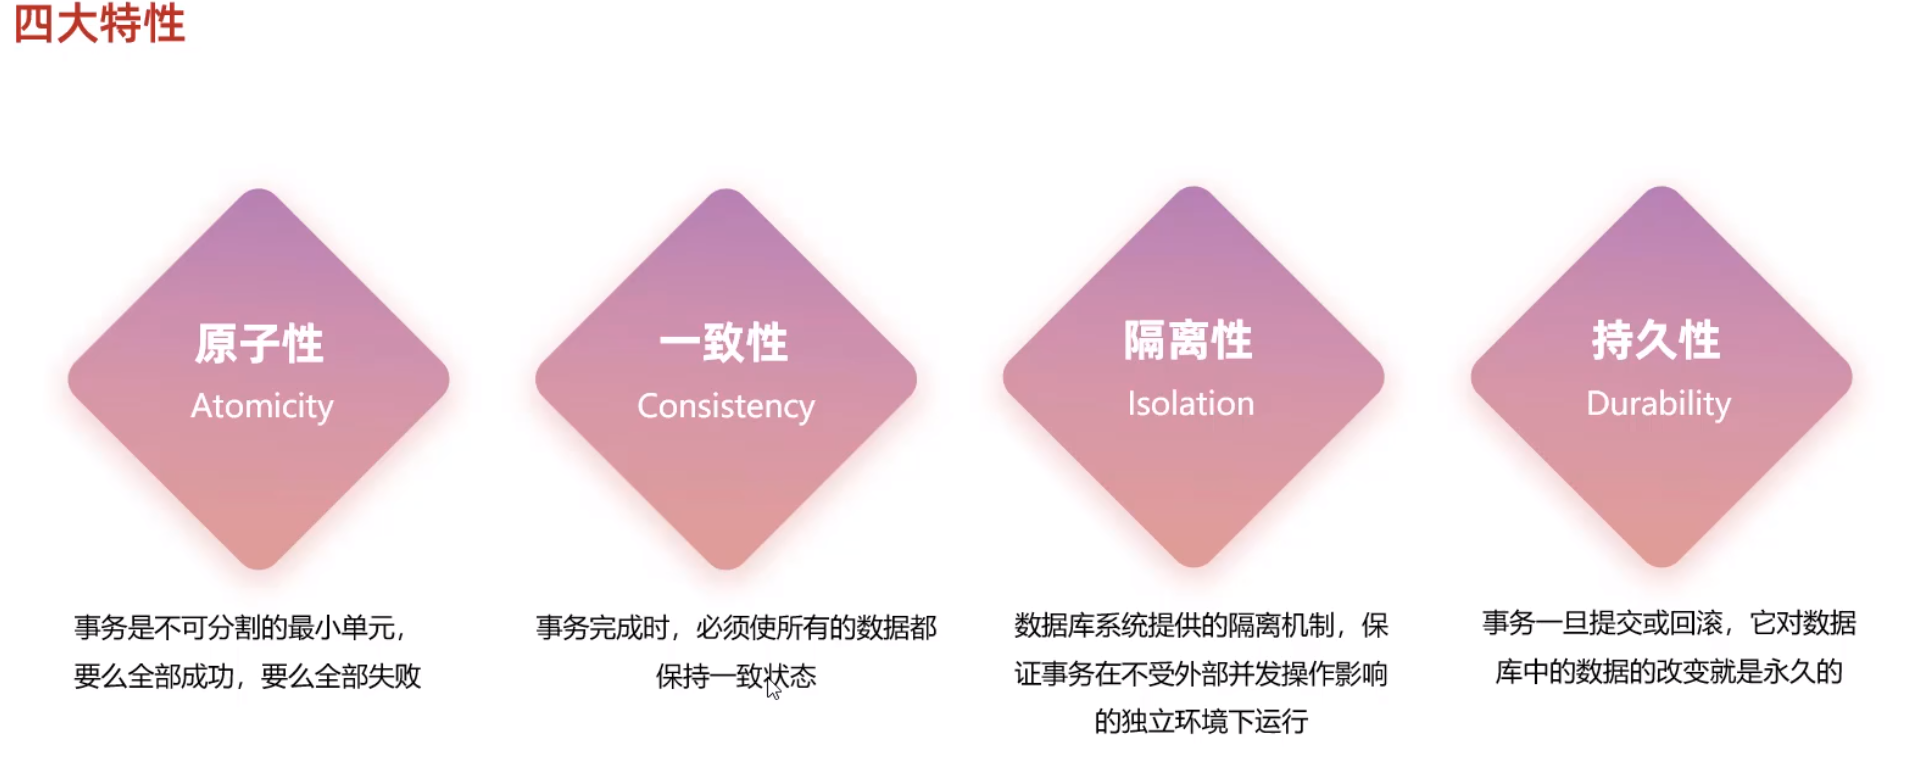 四大特性
原子性
Atomicity
事务是不可分割的最小单元，
要么全部成功，要么全部失败
一致性
Consistency
事务完成时，必须使所有的数据都
保持一致状态
隔离性
Isolation
数据库系统提供的隔离机制，保
证事务在不受外部并发操作影响
的独立环境下运行
持久性
Durability
事务一旦提交或回滚，它对数据
库中的数据的改变就是永久的